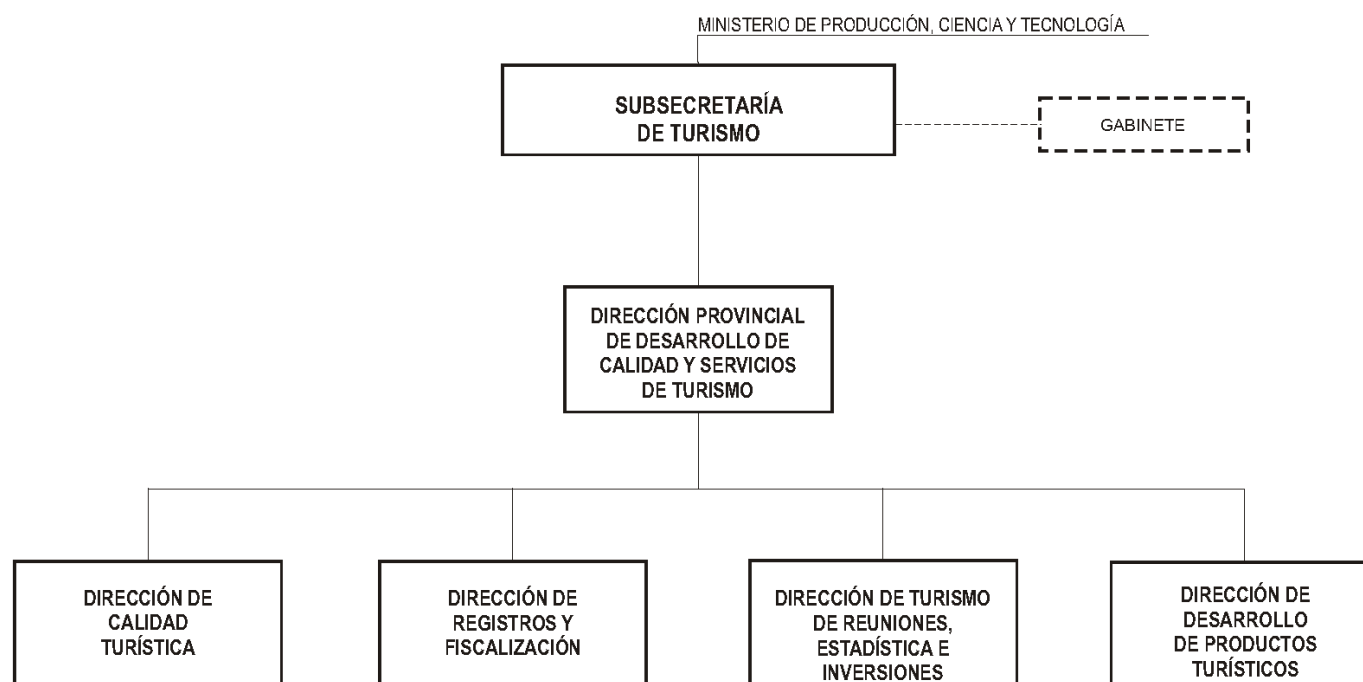 MINISTERIO DE PRODUCCIÓN, CIENCIA Y TECNOLOGÍA
SUBSECRETARÍA
DE TURISMO
GABINETE
DIRECCIÓN PROVINCIAL
DE DESARROLLO DE
CALIDAD Y SERVICIOS
DE TURISMO
DIRECCIÓN DE
CALIDAD
TURÍSTICA
DIRECCIÓN DE
REGISTROS Y
FISCALIZACIÓN
DIRECCIÓN DE TURISMO
DE REUNIONES,
ESTADÍSTICA E
INVERSIONES
DIRECCIÓN DE
DESARROLLO
DE PRODUCTOS
TURÍSTICOS